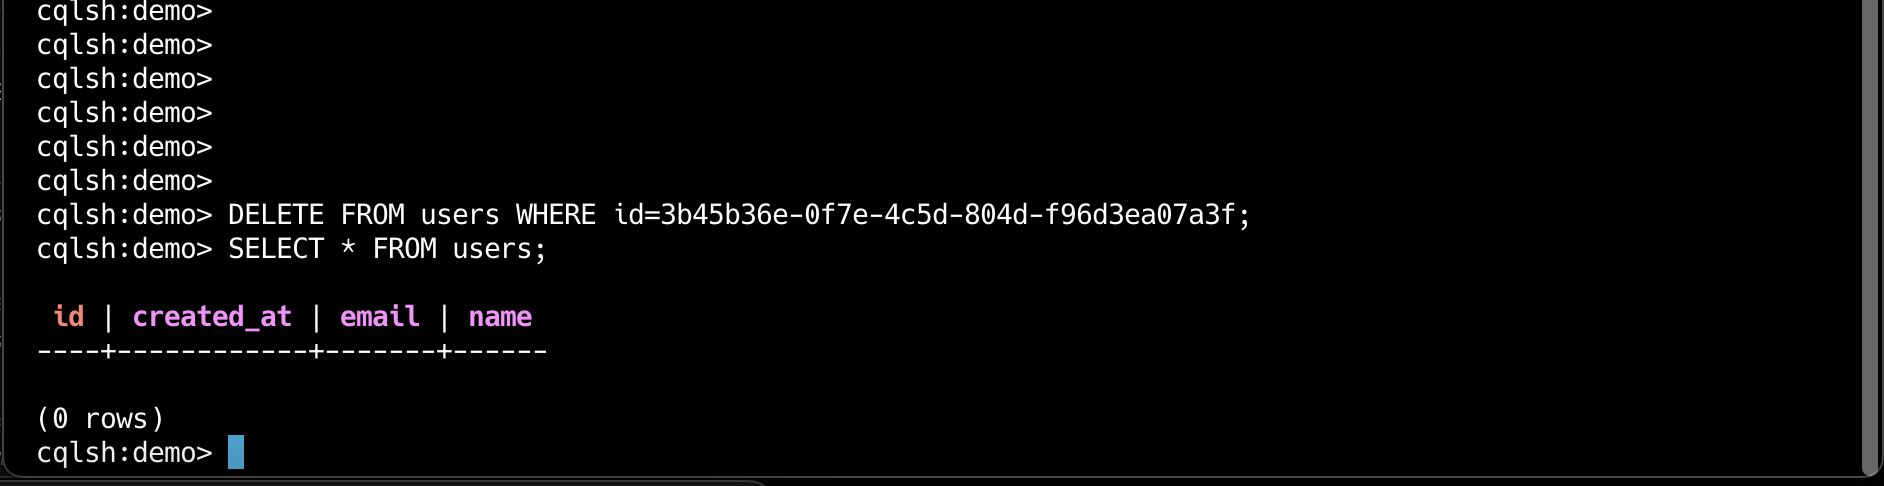 cqlsh:demo>
cqlsh:demo>
cqlsh:demo>
cqlsh:demo>
cqlsh:demo>
cqlsh:demo>
cqlsh:demo> DELETE FROM users WHERE id=3b45b36e-0f7e-4c5d-804d-f96d3ea07a3f;
cqlsh:demo> SELECT * FROM users;
 id | created_at | email | name
----+------------+-------+------
(0 rows)
cqlsh:demo>